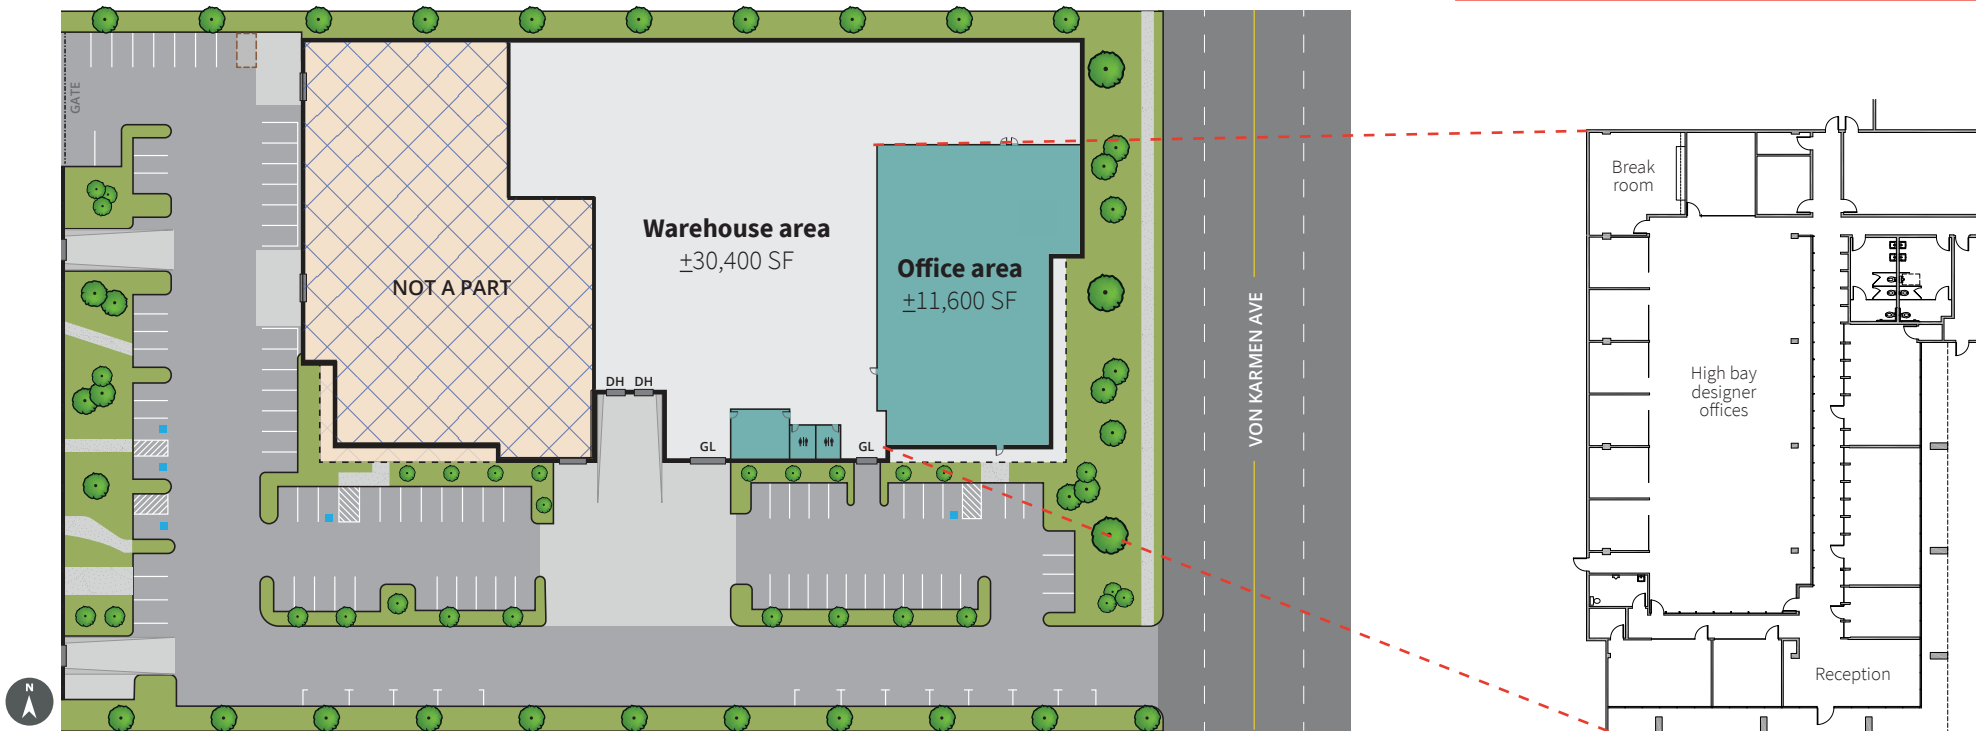 GATE
NOT A PART
Warehouse area
±30,400 SF
Office area
±11,600 SF
DH
DH
GL
GL
VON KARMEN AVE
N
Break
room
High bay
designer
offices
Reception